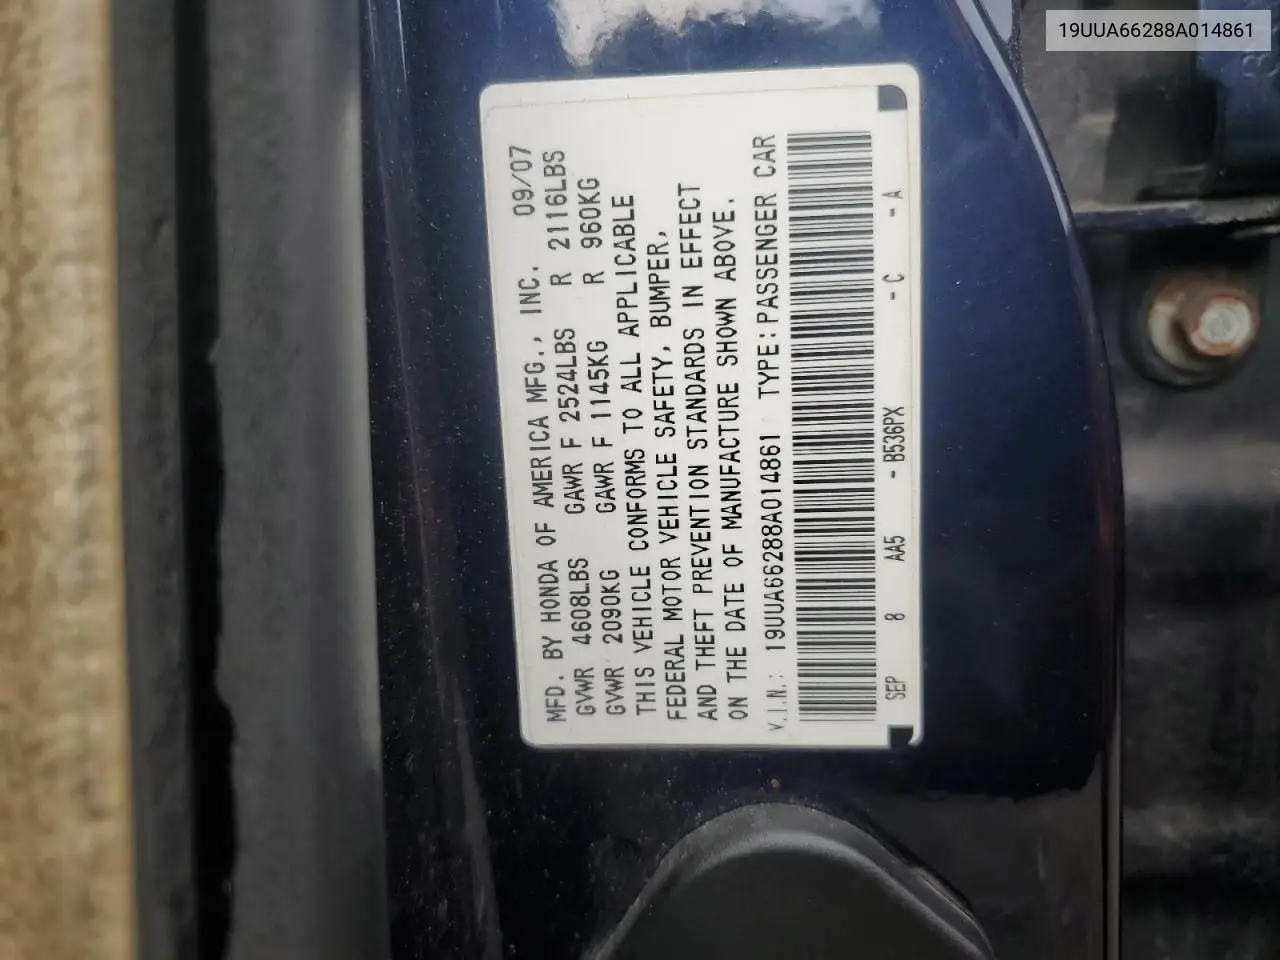 19UUA66288A014861
MFD. BY HONDA OF AMERICA MFG., INC. 09/07
GVWR 4608LBS GAWR F 2524LBS R 2116LBS
GVWR 2090KG GAWR F 1145KG R 960KG
THIS VEHICLE CONFORMS TO ALL APPLICABLE
FEDERAL MOTOR VEHICLE SAFETY, BUMPER,
AND THEFT PREVENTION STANDARDS IN EFFECT
ON THE DATE OF MANUFACTURE SHOWN ABOVE.
V.I.N.: 19UUA66288A014861 TYPE: PASSENGER CAR
SEP 8 AA5 - B536PX - C - A